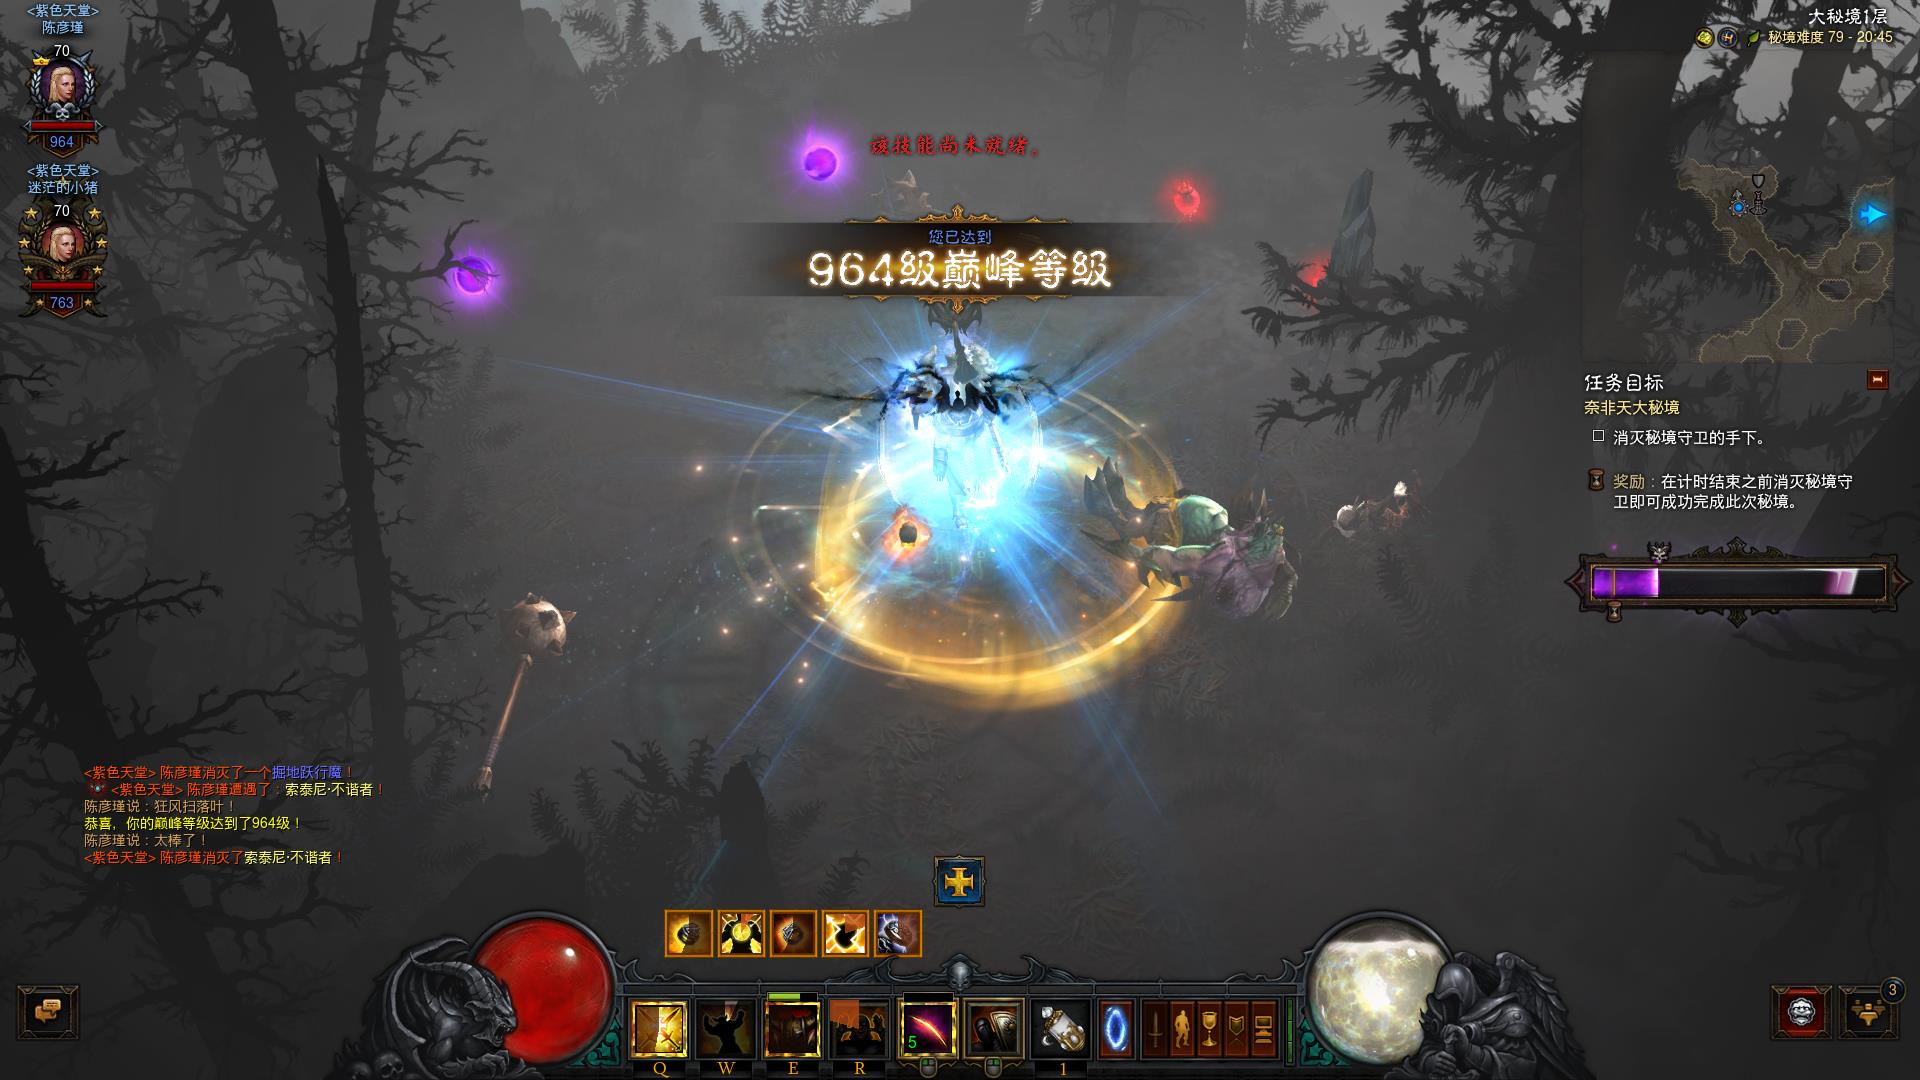 <紫色天堂>
陈彦瑾
70
964
<紫色天堂>
迷茫的小猪
70
763
大秘境1层
秘境难度 79 - 20:45
该技能尚未就绪。
您已达到
964级巅峰等级
任务目标
奈非天大秘境
消灭秘境守卫的手下。
奖励：在计时结束之前消灭秘境守
卫即可成功完成此次秘境。
<紫色天堂> 陈彦瑾消灭了一个掘地跃行魔！
<紫色天堂> 陈彦瑾遭遇了：索泰尼·不谐者！
陈彦瑾说：狂风扫落叶！
恭喜，你的巅峰等级达到了964级！
陈彦瑾说：太棒了！
<紫色天堂> 陈彦瑾消灭了索泰尼·不谐者！
5
Q W E R 1
3